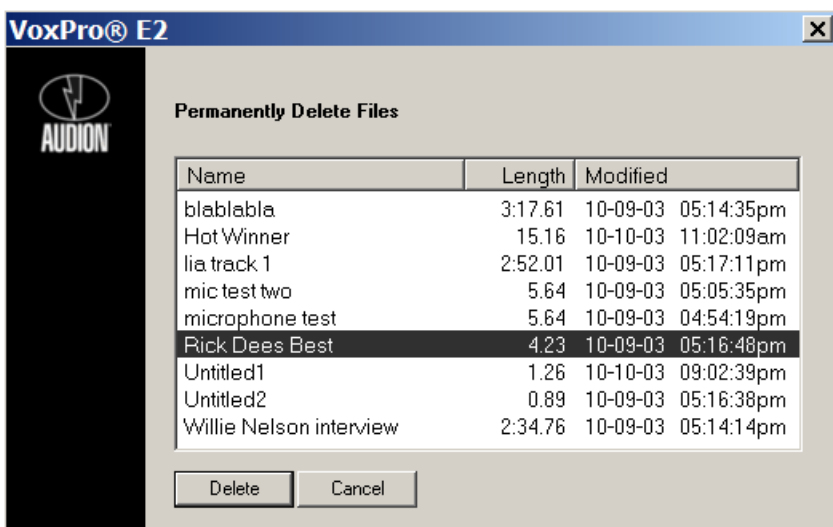 VoxPro® E2
AUDION
Permanently Delete Files
Name Length Modified
blablabla 3:17.61 10-09-03 05:14:35pm
Hot Winner 15.16 10-10-03 11:02:09am
lia track 1 2:52.01 10-09-03 05:17:11pm
mic test two 5.64 10-09-03 05:05:35pm
microphone test 5.64 10-09-03 04:54:19pm
Rick Dees Best 4.23 10-09-03 05:16:48pm
Untitled1 1.26 10-10-03 09:02:39pm
Untitled2 0.89 10-09-03 05:16:38pm
Willie Nelson interview 2:34.76 10-09-03 05:14:14pm
Delete Cancel